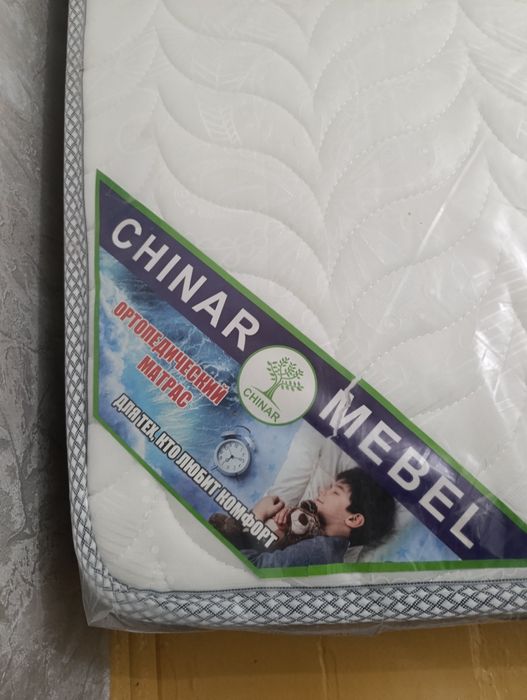 CHINAR MEBEL
CHINAR
ОРТОПЕДИЧЕСКИЙ
МАТРАС
ДЛЯ ТЕХ, КТО ЛЮБИТ КОМФОРТ